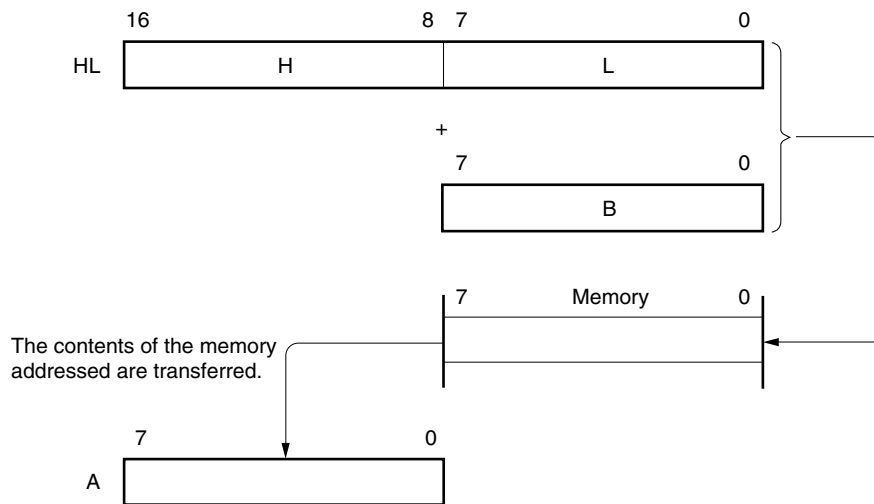 16 8 7 0
HL H L
+
7 0
B
7 Memory 0
The contents of the memory
addressed are transferred.
7 0
A